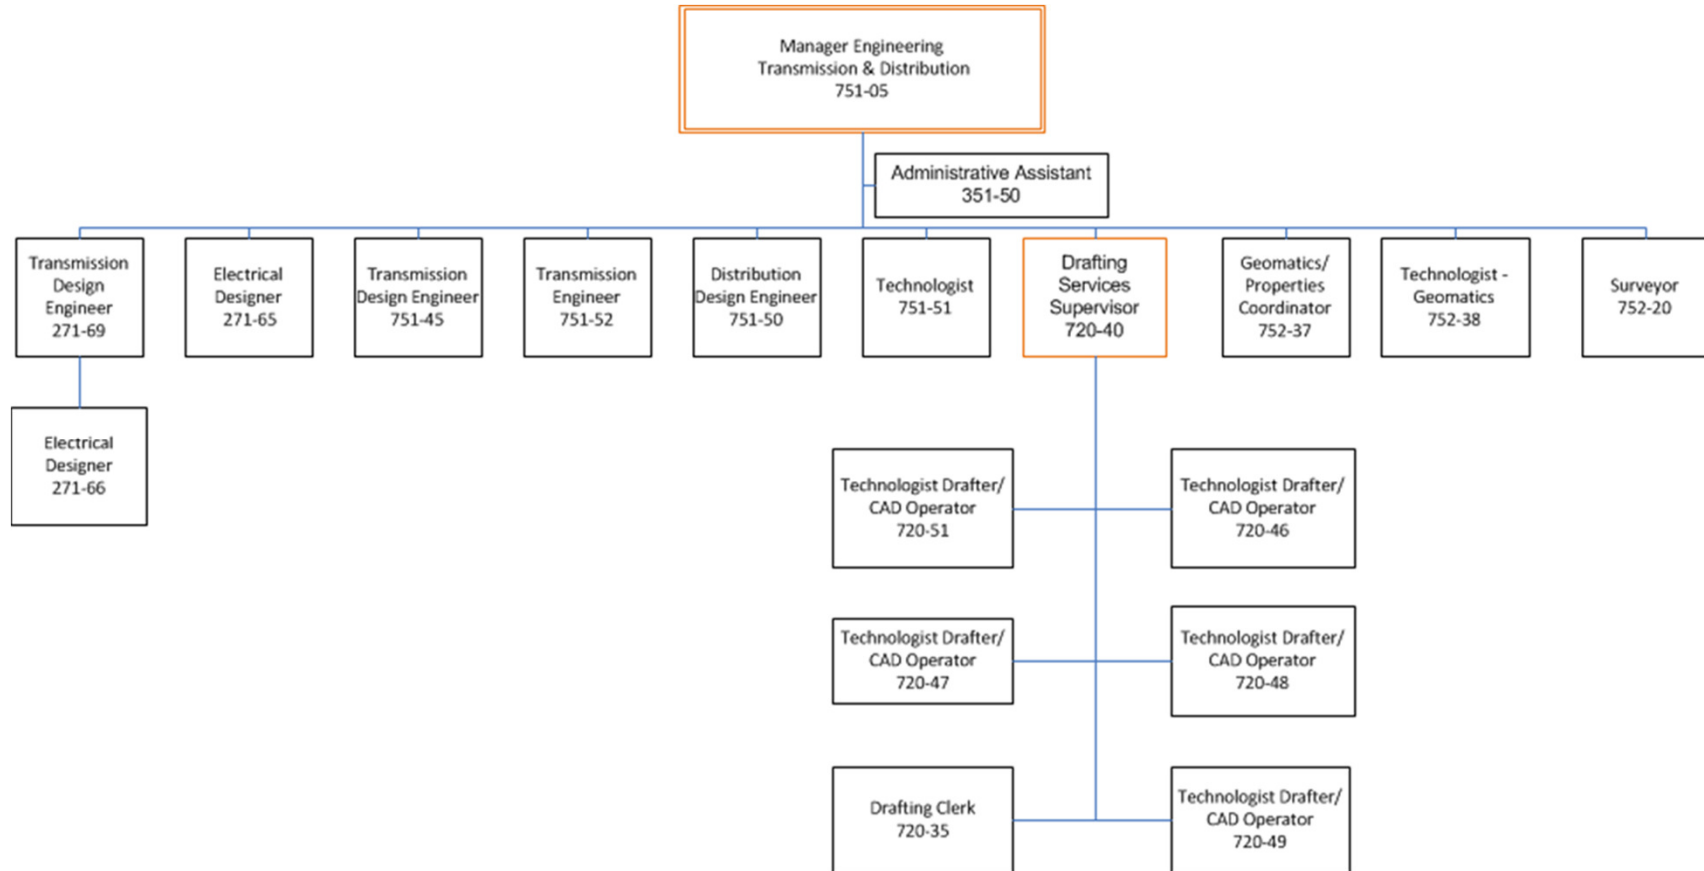 Manager Engineering
Transmission & Distribution
751-05
Administrative Assistant
351-50
Transmission
Design
Engineer
271-69
Electrical
Designer
271-65
Transmission
Design Engineer
751-45
Transmission
Engineer
751-52
Distribution
Design Engineer
751-50
Technologist
751-51
Drafting
Services
Supervisor
720-40
Geomatics/
Properties
Coordinator
752-37
Technologist -
Geomatics
752-38
Surveyor
752-20
Electrical
Designer
271-66
Technologist Drafter/
CAD Operator
720-51
Technologist Drafter/
CAD Operator
720-46
Technologist Drafter/
CAD Operator
720-47
Technologist Drafter/
CAD Operator
720-48
Drafting Clerk
720-35
Technologist Drafter/
CAD Operator
720-49